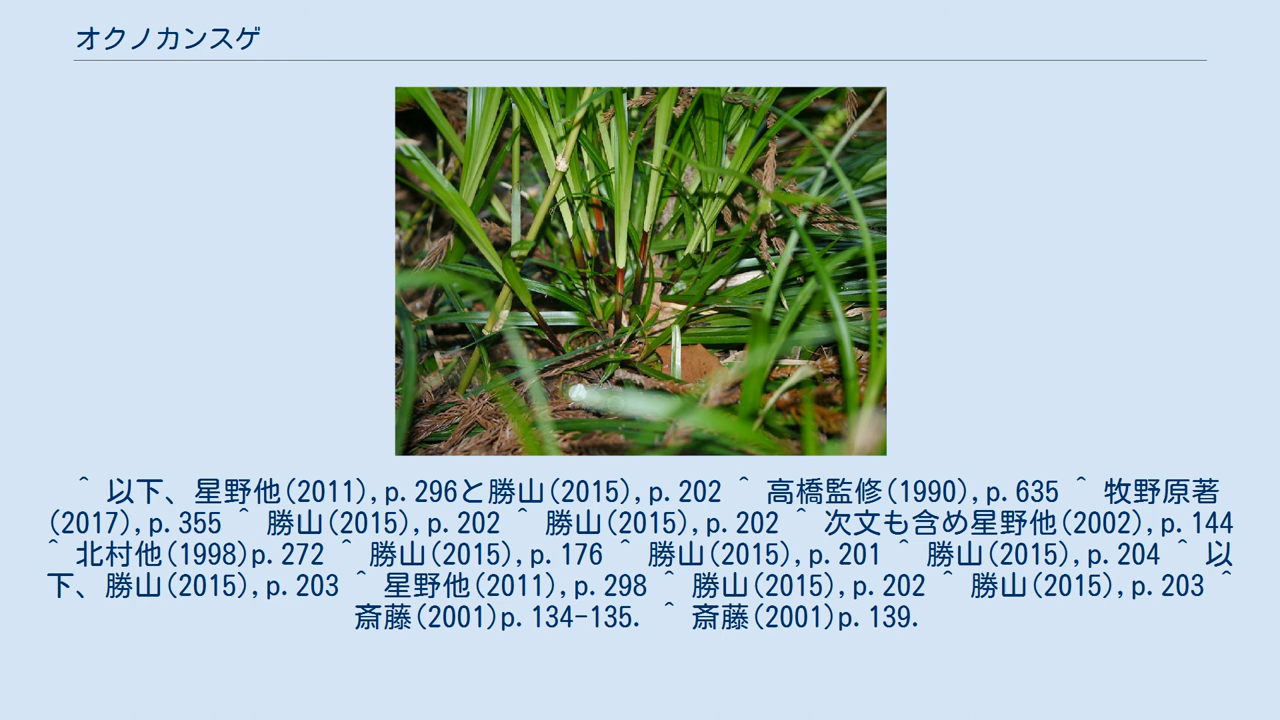 オクノカンスゲ
^ 以下、星野他(2011),p.296と勝山(2015),p.202 ^ 高橋監修(1990),p.635 ^ 牧野原著
(2017),p.355 ^ 勝山(2015),p.202 ^ 勝山(2015),p.202 ^ 次文も含め星野他(2002),p.144
^ 北村他(1998)p.272 ^ 勝山(2015),p.176 ^ 勝山(2015),p.201 ^ 勝山(2015),p.204 ^ 以
下、勝山(2015),p.203 ^ 星野他(2011),p.298 ^ 勝山(2015),p.202 ^ 勝山(2015),p.203 ^
斎藤(2001)p.134-135. ^ 斎藤(2001)p.139.